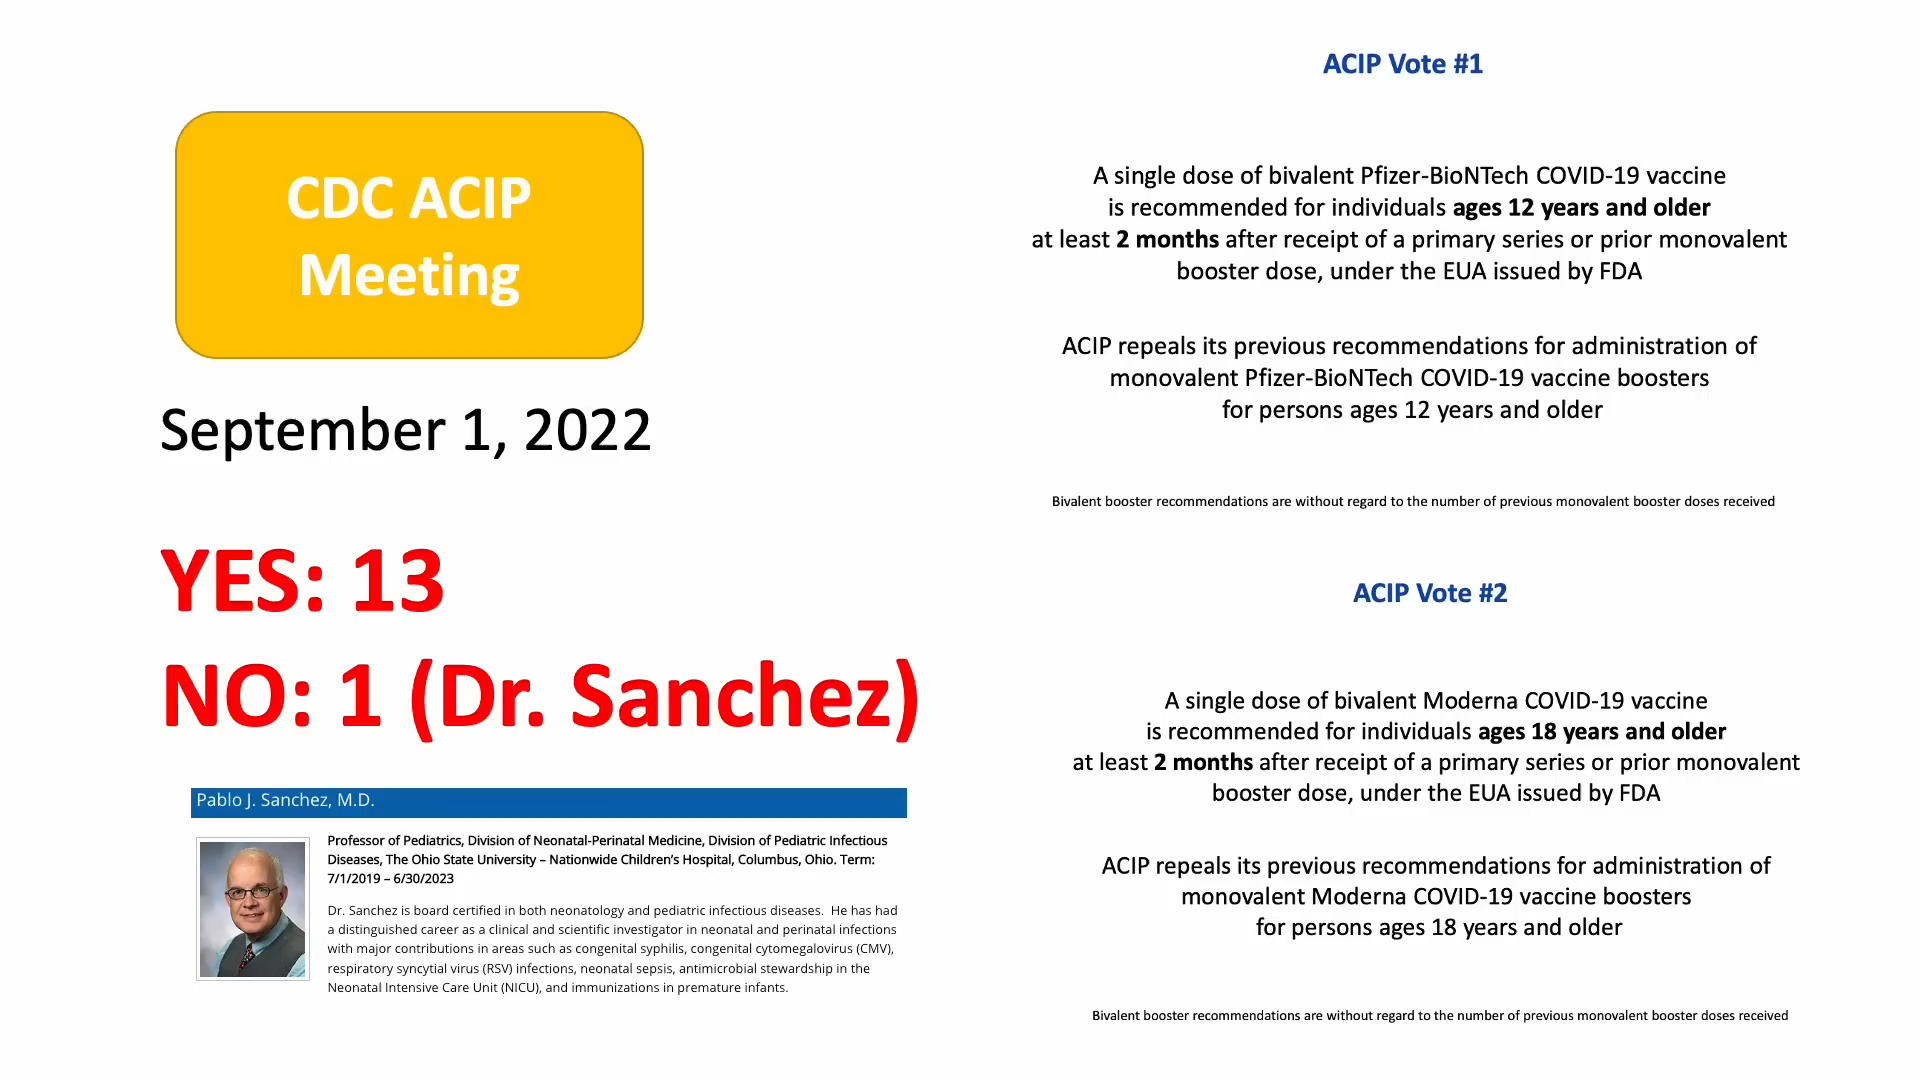 CDC ACIP
Meeting
September 1, 2022
YES: 13
NO: 1 (Dr. Sanchez)
Pablo J. Sanchez, M.D.
Professor of Pediatrics, Division of Neonatal-Perinatal Medicine, Division of Pediatric Infectious
Diseases, The Ohio State University – Nationwide Children's Hospital, Columbus, Ohio. Term:
7/1/2019 – 6/30/2023
Dr. Sanchez is board certified in both neonatology and pediatric infectious diseases.  He has had
a distinguished career as a clinical and scientific investigator in neonatal and perinatal infections
with major contributions in areas such as congenital syphilis, congenital cytomegalovirus (CMV),
respiratory syncytial virus (RSV) infections, neonatal sepsis, antimicrobial stewardship in the
Neonatal Intensive Care Unit (NICU), and immunizations in premature infants.
ACIP Vote #1
A single dose of bivalent Pfizer-BioNTech COVID-19 vaccine
is recommended for individuals ages 12 years and older
at least 2 months after receipt of a primary series or prior monovalent
booster dose, under the EUA issued by FDA
ACIP repeals its previous recommendations for administration of
monovalent Pfizer-BioNTech COVID-19 vaccine boosters
for persons ages 12 years and older
Bivalent booster recommendations are without regard to the number of previous monovalent booster doses received
ACIP Vote #2
A single dose of bivalent Moderna COVID-19 vaccine
is recommended for individuals ages 18 years and older
at least 2 months after receipt of a primary series or prior monovalent
booster dose, under the EUA issued by FDA
ACIP repeals its previous recommendations for administration of
monovalent Moderna COVID-19 vaccine boosters
for persons ages 18 years and older
Bivalent booster recommendations are without regard to the number of previous monovalent booster doses received